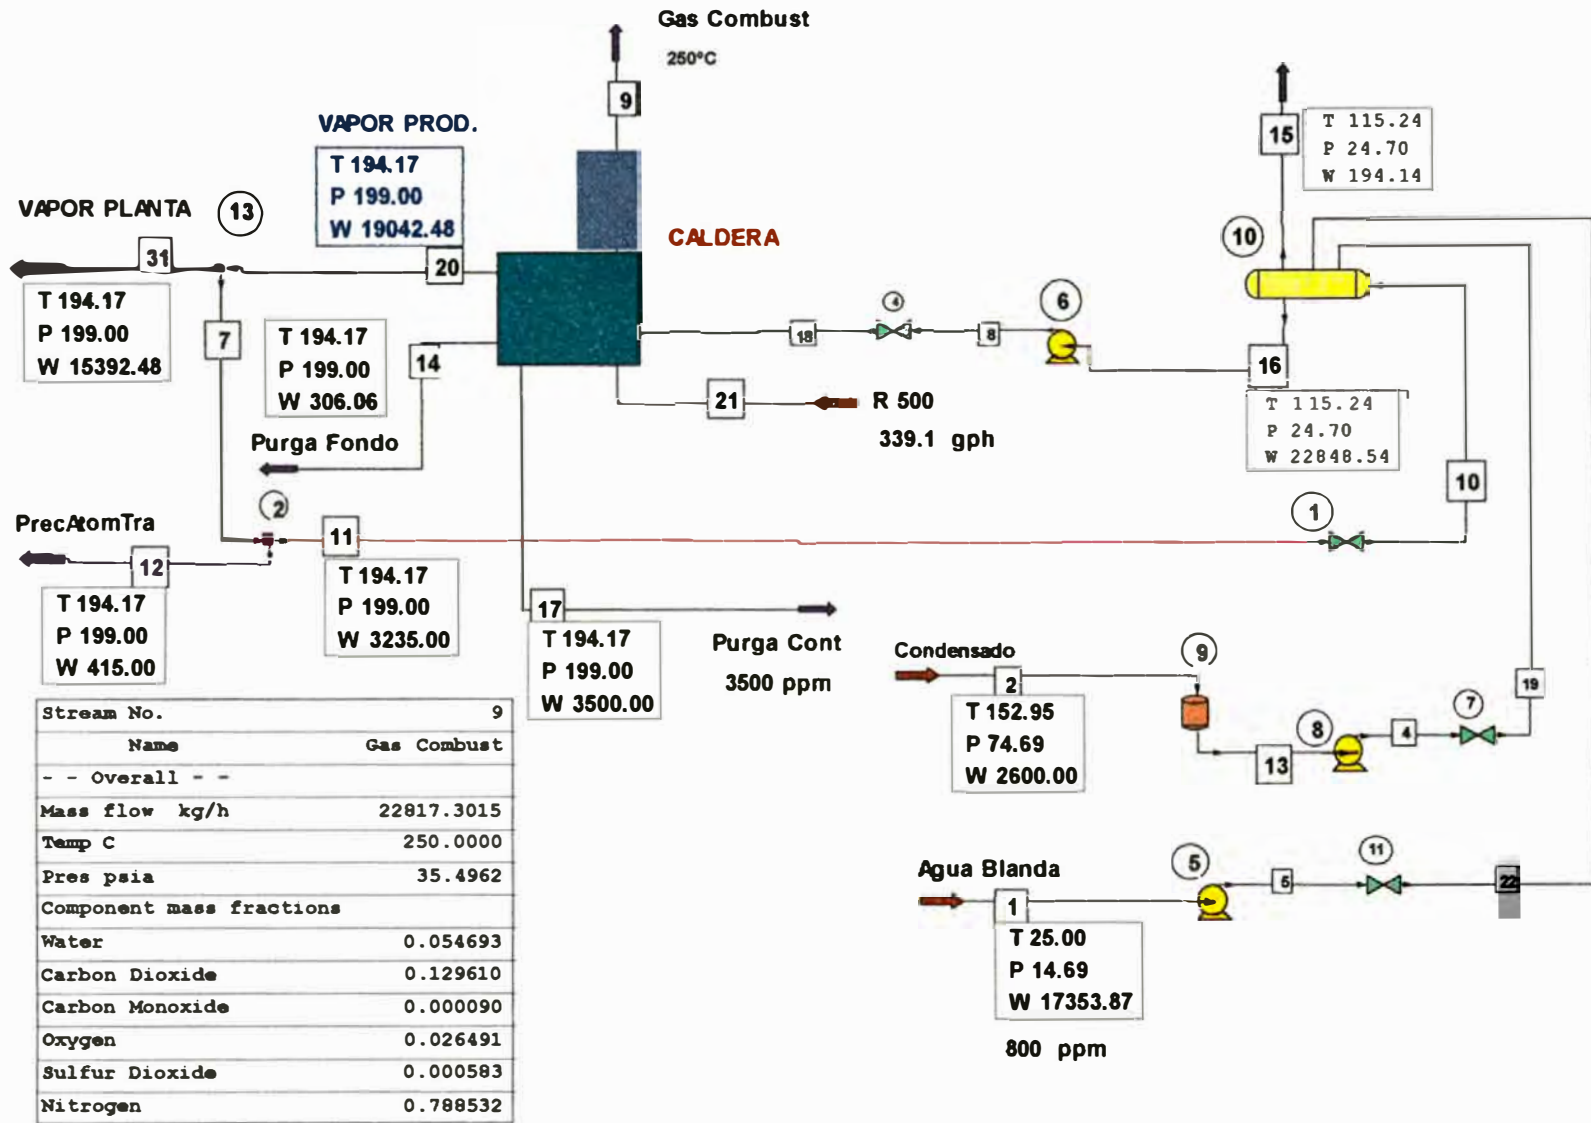 Gas Combust
250ºC
9
VAPOR PROD.
T 194.17
P 199.00
W 19042.48
VAPOR PLANTA
13
31
20
T 194.17
P 199.00
W 15392.48
7
T 194.17
P 199.00
W 306.06
14
Purga Fondo
CALDERA
18
4
8
6
15
T 115.24
P 24.70
W 194.14
10
16
T 115.24
P 24.70
W 22848.54
21
R 500
339.1 gph
10
1
PrecAtomTra
2
11
12
T 194.17
P 199.00
W 415.00
T 194.17
P 199.00
W 3235.00
17
T 194.17
P 199.00
W 3500.00
Purga Cont
3500 ppm
Condensado
2
T 152.95
P 74.69
W 2600.00
9
13
8
4
7
19
Agua Blanda
1
T 25.00
P 14.69
W 17353.87
800 ppm
5
5
11
22
Stream No. 9
Name Gas Combust
- - Overall - -
Mass flow kg/h 22817.3015
Temp C 250.0000
Pres psia 35.4962
Component mass fractions
Water 0.054693
Carbon Dioxide 0.129610
Carbon Monoxide 0.000090
Oxygen 0.026491
Sulfur Dioxide 0.000583
Nitrogen 0.788532